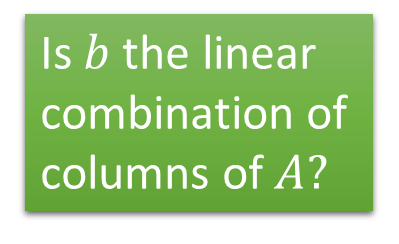 Is b the linear
combination of
columns of A?